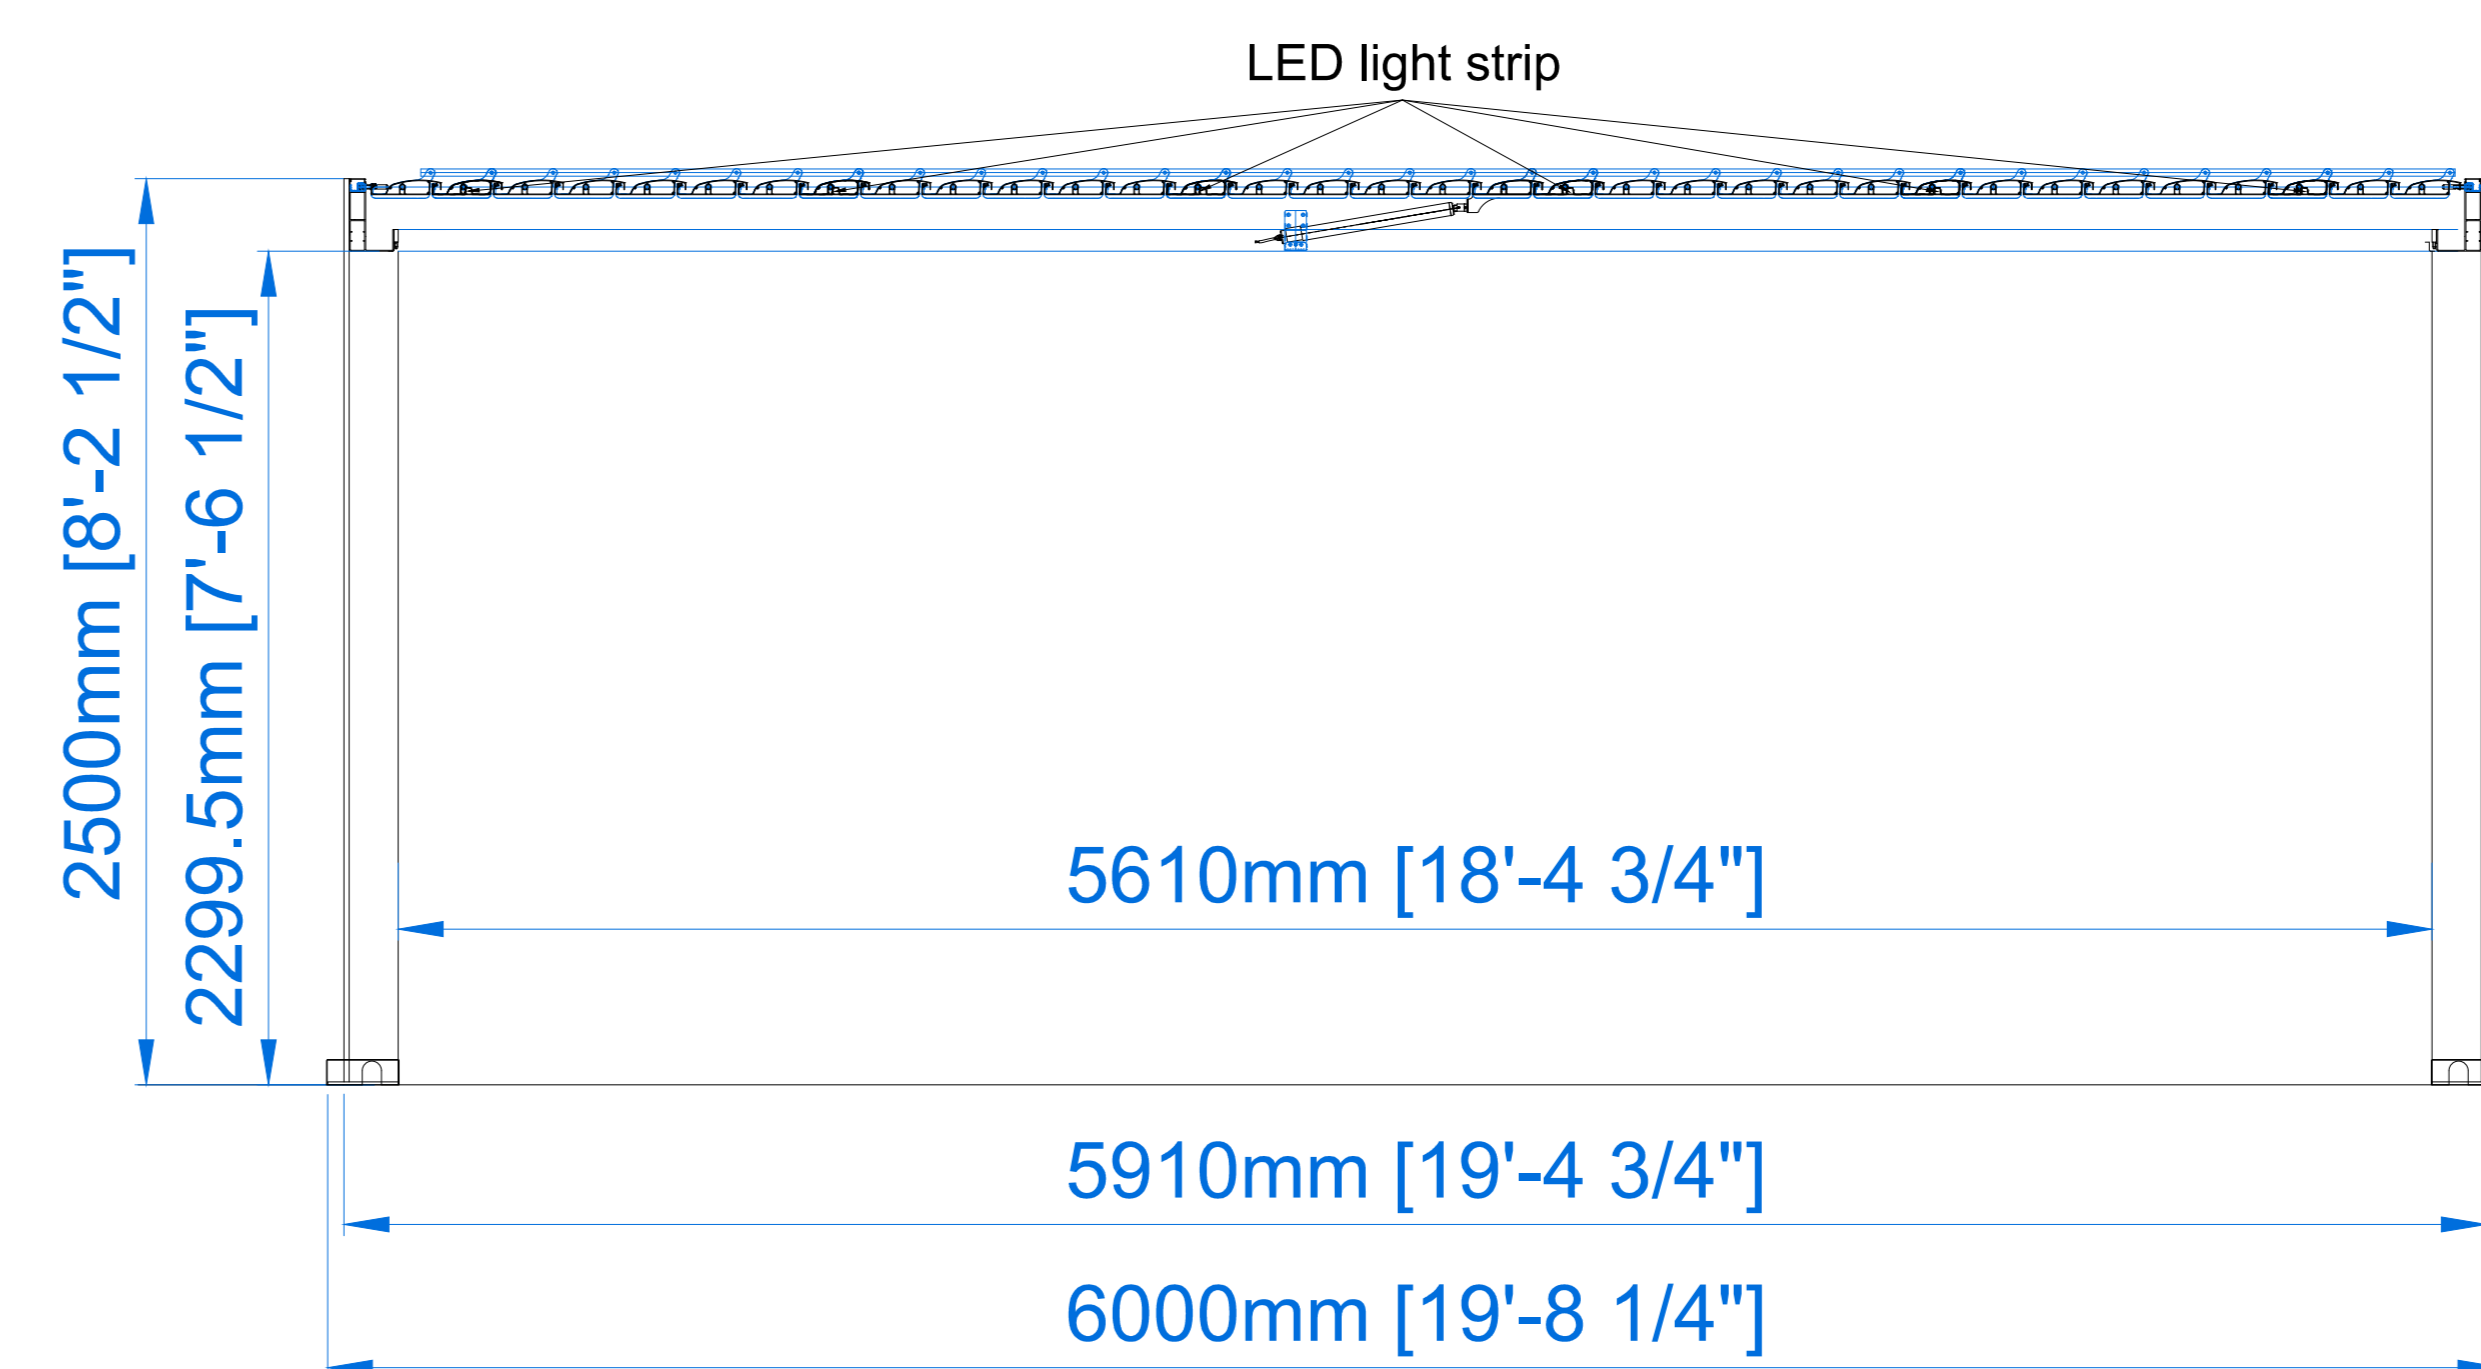 LED light strip
2500mm [8'-2 1/2"]
2299.5mm [7'-6 1/2"]
5610mm [18'-4 3/4"]
5910mm [19'-4 3/4"]
6000mm [19'-8 1/4"]